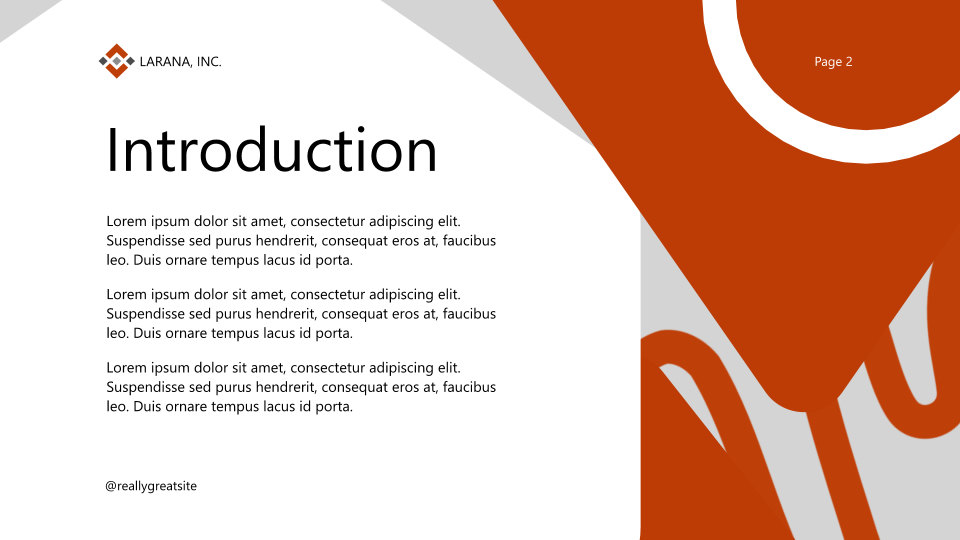 LARANA, INC.
Page 2
Introduction
Lorem ipsum dolor sit amet, consectetur adipiscing elit.
Suspendisse sed purus hendrerit, consequat eros at, faucibus
leo. Duis ornare tempus lacus id porta.
Lorem ipsum dolor sit amet, consectetur adipiscing elit.
Suspendisse sed purus hendrerit, consequat eros at, faucibus
leo. Duis ornare tempus lacus id porta.
Lorem ipsum dolor sit amet, consectetur adipiscing elit.
Suspendisse sed purus hendrerit, consequat eros at, faucibus
leo. Duis ornare tempus lacus id porta.
@reallygreatsite